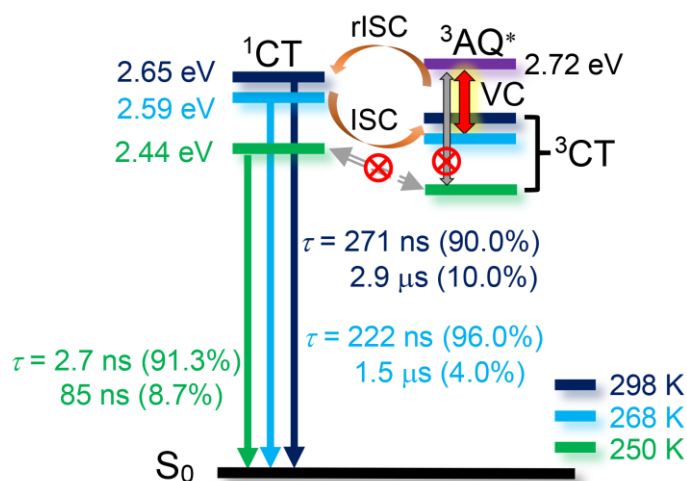 rISC
¹CT
³AQ*
2.65 eV
2.72 eV
VC
2.59 eV
ISC
³CT
2.44 eV
τ = 271 ns (90.0%)
2.9 μs (10.0%)
τ = 222 ns (96.0%)
1.5 μs (4.0%)
τ = 2.7 ns (91.3%)
85 ns (8.7%)
298 K
268 K
250 K
S₀